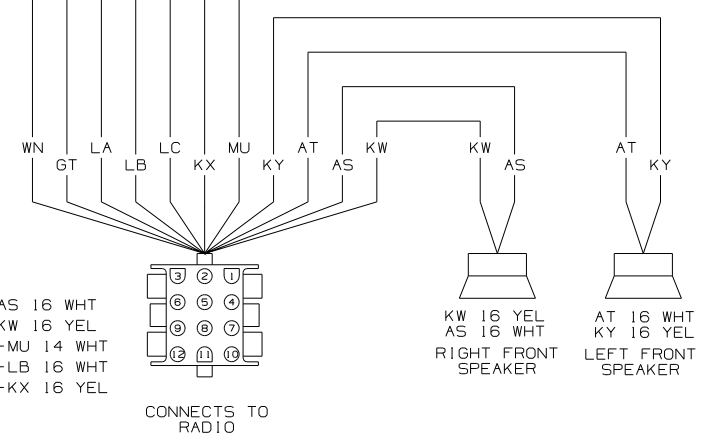 WN LA LC MU AT KW KW AT
GT LB KX KY AS AS KY
3 2 1
6 5 4
9 8 7
12 11 10
AS 16 WHT
KW 16 YEL
-MU 14 WHT
-LB 16 WHT
-KX 16 YEL
CONNECTS TO
RADIO
KW 16 YEL
AS 16 WHT
RIGHT FRONT
SPEAKER
AT 16 WHT
KY 16 YEL
LEFT FRONT
SPEAKER